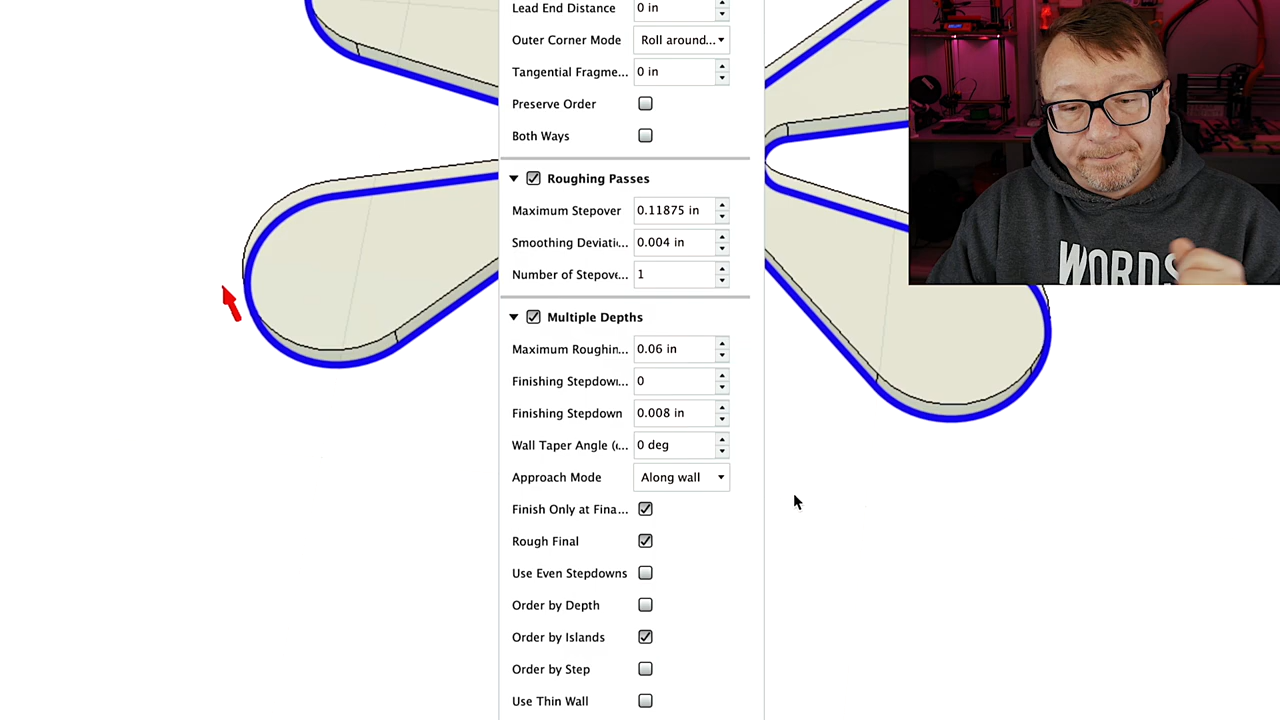 Lead End Distance 0 in
Outer Corner Mode Roll around...
Tangential Fragme... 0 in
Preserve Order
Both Ways
Roughing Passes
Maximum Stepover 0.11875 in
Smoothing Deviati... 0.004 in
Number of Stepove... 1
Multiple Depths
Maximum Roughin... 0.06 in
Finishing Stepdow... 0
Finishing Stepdown 0.008 in
Wall Taper Angle (... 0 deg
Approach Mode Along wall
Finish Only at Fina...
Rough Final
Use Even Stepdowns
Order by Depth
Order by Islands
Order by Step
Use Thin Wall
WORDS